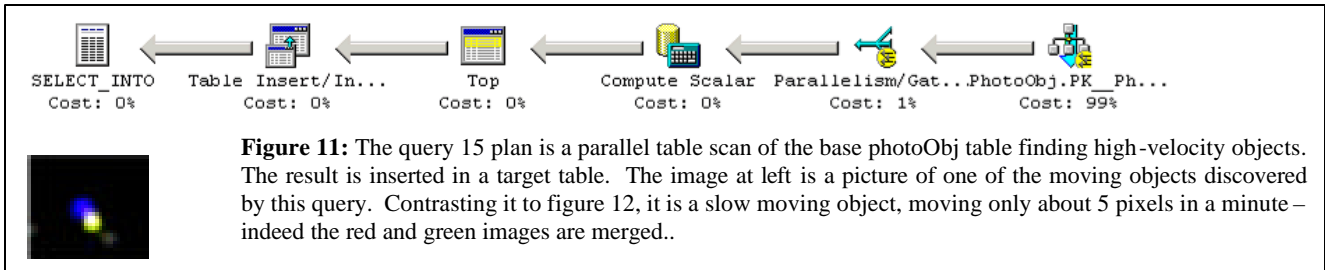 SELECT_INTO Table Insert/In... Top Compute Scalar Parallelism/Gat...PhotoObj.PK__Ph...
Cost: 0% Cost: 0% Cost: 0% Cost: 0% Cost: 1% Cost: 99%
Figure 11: The query 15 plan is a parallel table scan of the base photoObj table finding high-velocity objects.
The result is inserted in a target table. The image at left is a picture of one of the moving objects discovered
by this query. Contrasting it to figure 12, it is a slow moving object, moving only about 5 pixels in a minute –
indeed the red and green images are merged..